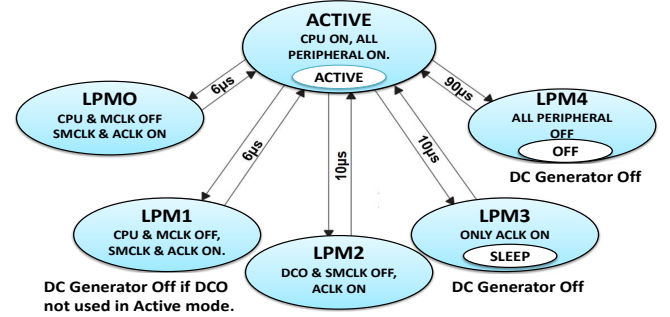 ACTIVE
CPU ON, ALL
PERIPHERAL ON.
ACTIVE
6µs
90µs
LPMO
CPU & MCLK OFF
SMCLK & ACLK ON
LPM4
ALL PERIPHERAL
OFF
OFF
DC Generator Off
6µs
10µs
10µs
LPM1
CPU & MCLK OFF,
SMCLK & ACLK ON.
DC Generator Off if DCO
not used in Active mode.
LPM2
DCO & SMCLK OFF,
ACLK ON
LPM3
ONLY ACLK ON
SLEEP
DC Generator Off